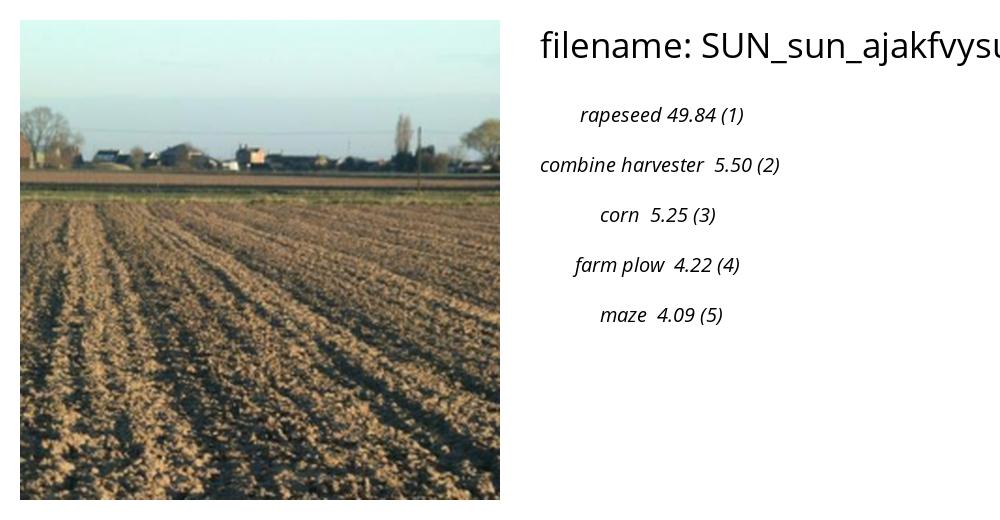 filename: SUN_sun_ajakfvysu
rapeseed 49.84 (1)
combine harvester 5.50 (2)
corn 5.25 (3)
farm plow 4.22 (4)
maze 4.09 (5)